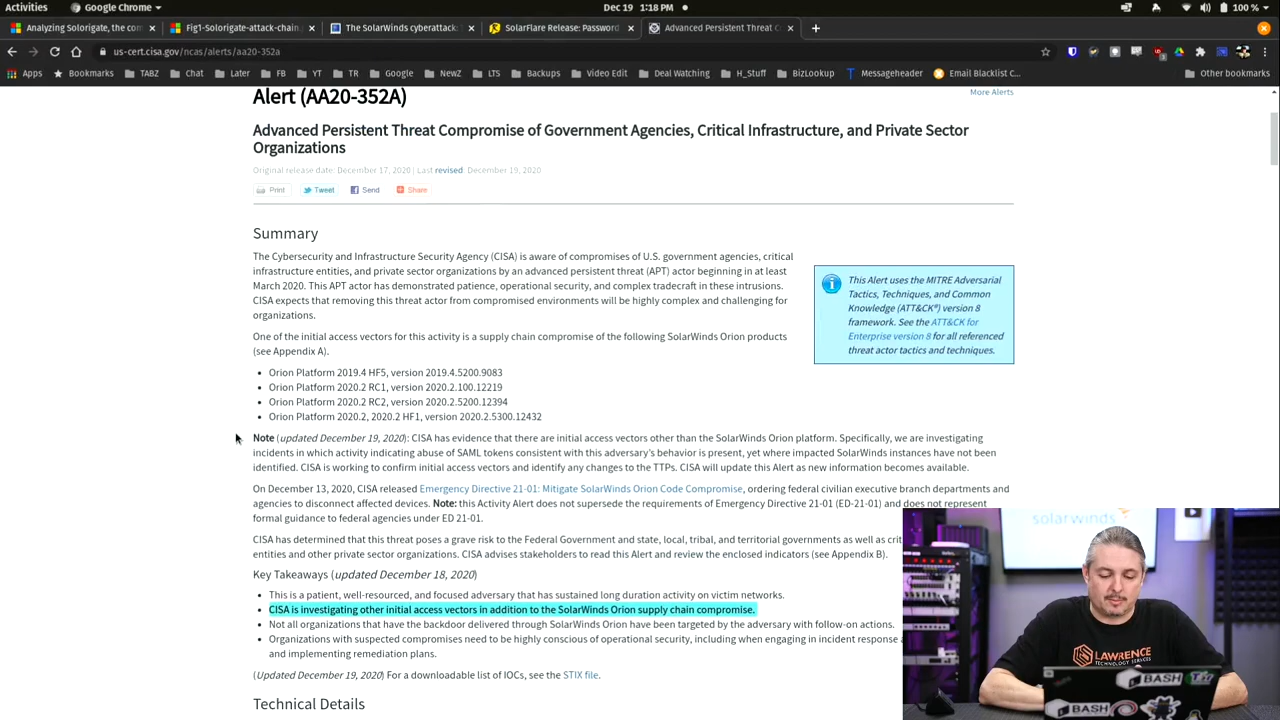 Activities
Google Chrome
Dec 19 1:18 PM
100 %
Analyzing Solorigate, the com
Fig1-Solorigate-attack-chain.
The SolarWinds cyberattack:
SolarFlare Release: Password
Advanced Persistent Threat C
us-cert.cisa.gov/ncas/alerts/aa20-352a
Apps Bookmarks TABZ Chat Later FB YT TR Google NewZ LTS Backups Video Edit Deal Watching H_Stuff BizLookup Messageheader Email Blacklist C... Other bookmarks
Alert (AA20-352A)
More Alerts
Advanced Persistent Threat Compromise of Government Agencies, Critical Infrastructure, and Private Sector
Organizations
Original release date: December 17, 2020 | Last revised: December 19, 2020
Print Tweet Send Share
Summary
The Cybersecurity and Infrastructure Security Agency (CISA) is aware of compromises of U.S. government agencies, critical
infrastructure entities, and private sector organizations by an advanced persistent threat (APT) actor beginning in at least
March 2020. This APT actor has demonstrated patience, operational security, and complex tradecraft in these intrusions.
CISA expects that removing this threat actor from compromised environments will be highly complex and challenging for
organizations.
This Alert uses the MITRE Adversarial
Tactics, Techniques, and Common
Knowledge (ATT&CK®) version 8
framework. See the ATT&CK for
Enterprise version 8 for all referenced
threat actor tactics and techniques.
One of the initial access vectors for this activity is a supply chain compromise of the following SolarWinds Orion products
(see Appendix A).
• Orion Platform 2019.4 HF5, version 2019.4.5200.9083
• Orion Platform 2020.2 RC1, version 2020.2.100.12219
• Orion Platform 2020.2 RC2, version 2020.2.5200.12394
• Orion Platform 2020.2, 2020.2 HF1, version 2020.2.5300.12432
Note (updated December 19, 2020): CISA has evidence that there are initial access vectors other than the SolarWinds Orion platform. Specifically, we are investigating
incidents in which activity indicating abuse of SAML tokens consistent with this adversary's behavior is present, yet where impacted SolarWinds instances have not been
identified. CISA is working to confirm initial access vectors and identify any changes to the TTPs. CISA will update this Alert as new information becomes available.
On December 13, 2020, CISA released Emergency Directive 21-01: Mitigate SolarWinds Orion Code Compromise, ordering federal civilian executive branch departments and
agencies to disconnect affected devices. Note: this Activity Alert does not supersede the requirements of Emergency Directive 21-01 (ED-21-01) and does not represent
formal guidance to federal agencies under ED 21-01.
CISA has determined that this threat poses a grave risk to the Federal Government and state, local, tribal, and territorial governments as well as crit
entities and other private sector organizations. CISA advises stakeholders to read this Alert and review the enclosed indicators (see Appendix B).
Key Takeaways (updated December 18, 2020)
• This is a patient, well-resourced, and focused adversary that has sustained long duration activity on victim networks.
• CISA is investigating other initial access vectors in addition to the SolarWinds Orion supply chain compromise.
• Not all organizations that have the backdoor delivered through SolarWinds Orion have been targeted by the adversary with follow-on actions.
• Organizations with suspected compromises need to be highly conscious of operational security, including when engaging in incident response a
and implementing remediation plans.
(Updated December 19, 2020) For a downloadable list of IOCs, see the STIX file.
Technical Details
solarwinds
LAWRENCE
TECHNOLOGY SERVICES
BASH
BASH